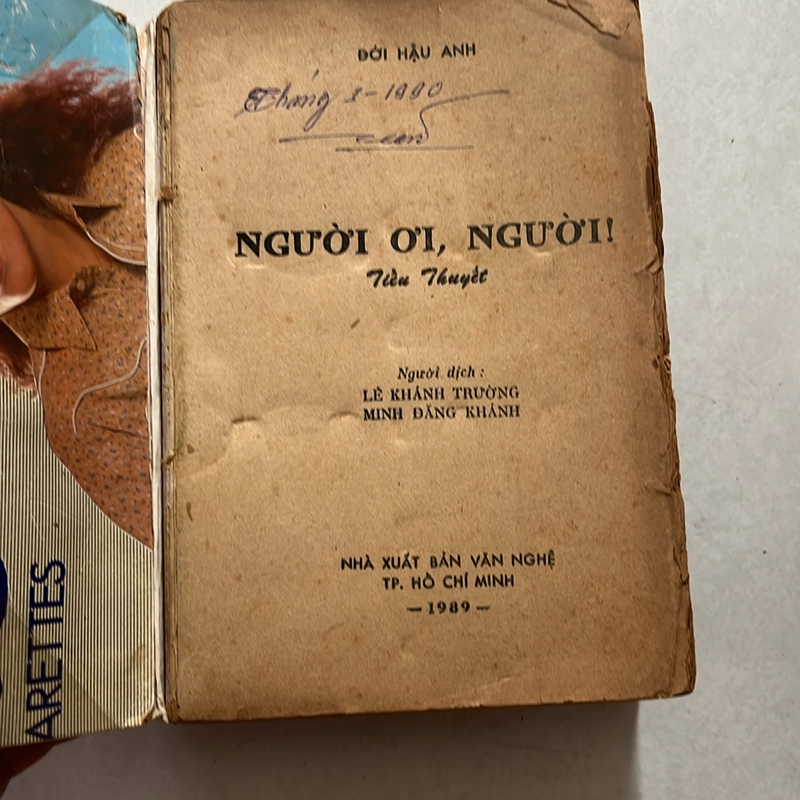 ĐỚI HẬU ANH
Tháng 3-1990
NGƯỜI ƠI, NGƯỜI!
Tiểu Thuyết
Người dịch :
LÊ KHÁNH TRƯỜNG
MINH ĐĂNG KHÁNH
NHÀ XUẤT BẢN VĂN NGHỆ
TP. HỒ CHÍ MINH
— 1989 —
ARETTES